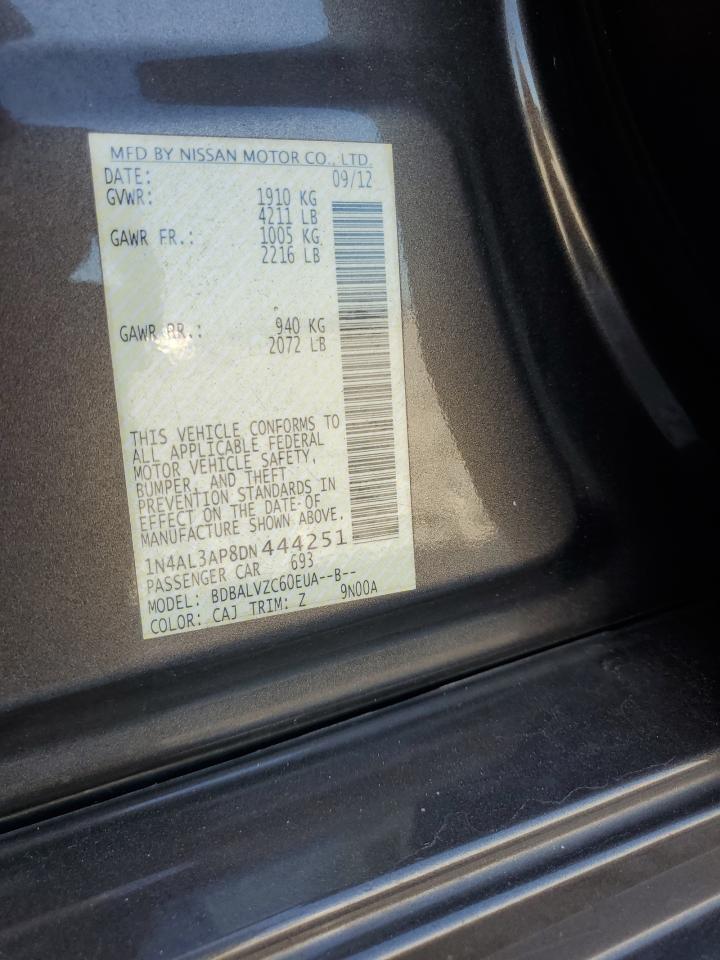 MFD BY NISSAN MOTOR CO., LTD.
DATE: 09/12
GVWR: 1910 KG
4211 LB
GAWR FR.: 1005 KG
2216 LB
GAWR RR.: 940 KG
2072 LB
THIS VEHICLE CONFORMS TO
ALL APPLICABLE FEDERAL
MOTOR VEHICLE SAFETY,
BUMPER, AND THEFT
PREVENTION STANDARDS IN
EFFECT ON THE DATE OF
MANUFACTURE SHOWN ABOVE.
1N4AL3AP8DN444251
PASSENGER CAR 693
MODEL: BDBALVZC60EUA--B--
COLOR: CAJ TRIM: Z 9N00A